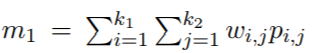 $m_1 = \sum_{i=1}^{k_1} \sum_{j=1}^{k_2} w_{i,j} p_{i,j}$